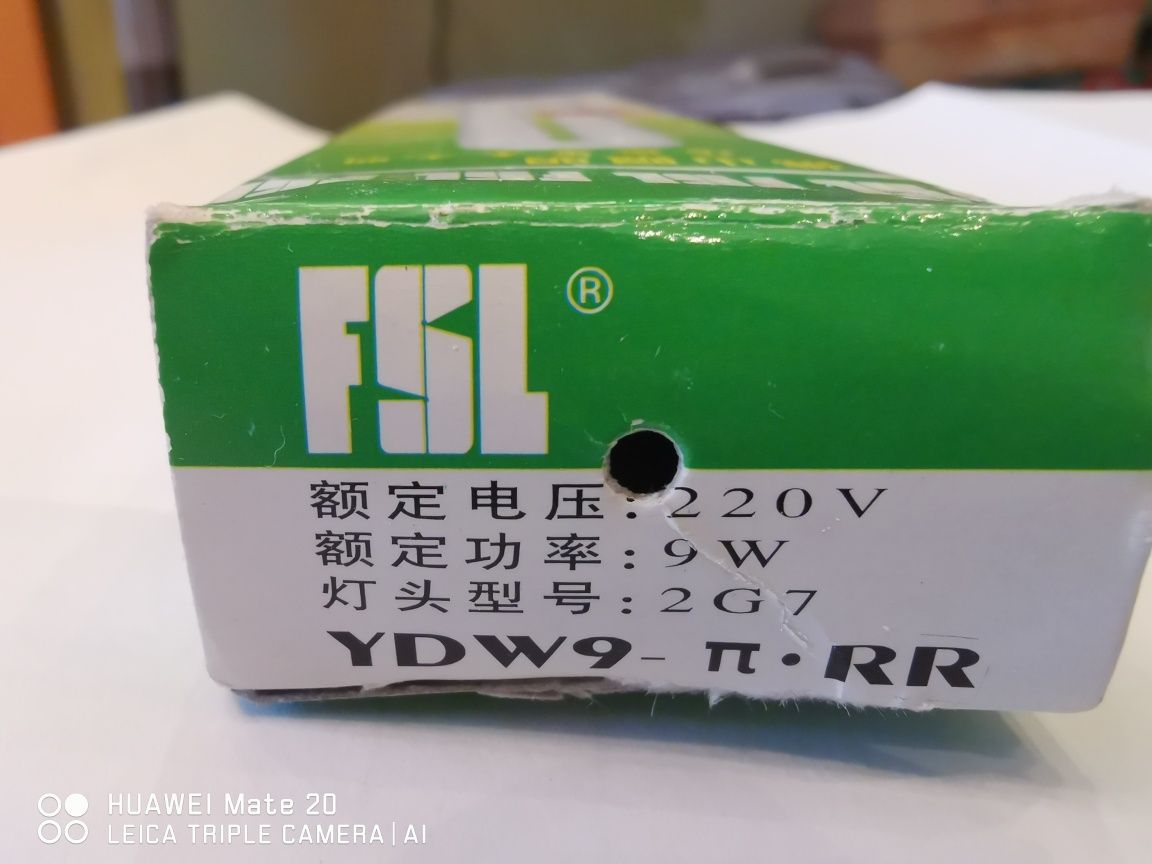 FSL®
额定电压:220V
额定功率:9W
灯头型号:2G7
YDW9-π·RR
HUAWEI Mate 20
LEICA TRIPLE CAMERA|AI